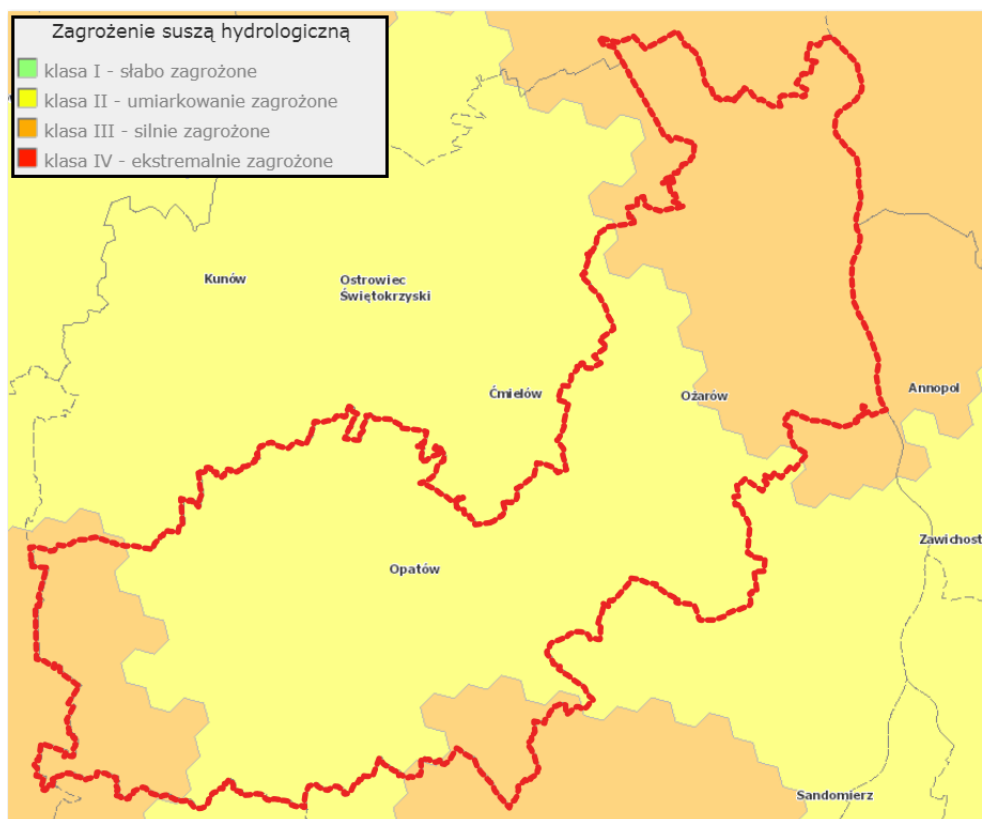 Zagrożenie suszą hydrologiczną
klasa I - słabo zagrożone
klasa II - umiarkowanie zagrożone
klasa III - silnie zagrożone
klasa IV - ekstremalnie zagrożone
Kunów
Ostrowiec
Świętokrzyski
Ćmielów
Ożarów
Annopol
Zawichost
Opatów
Sandomierz